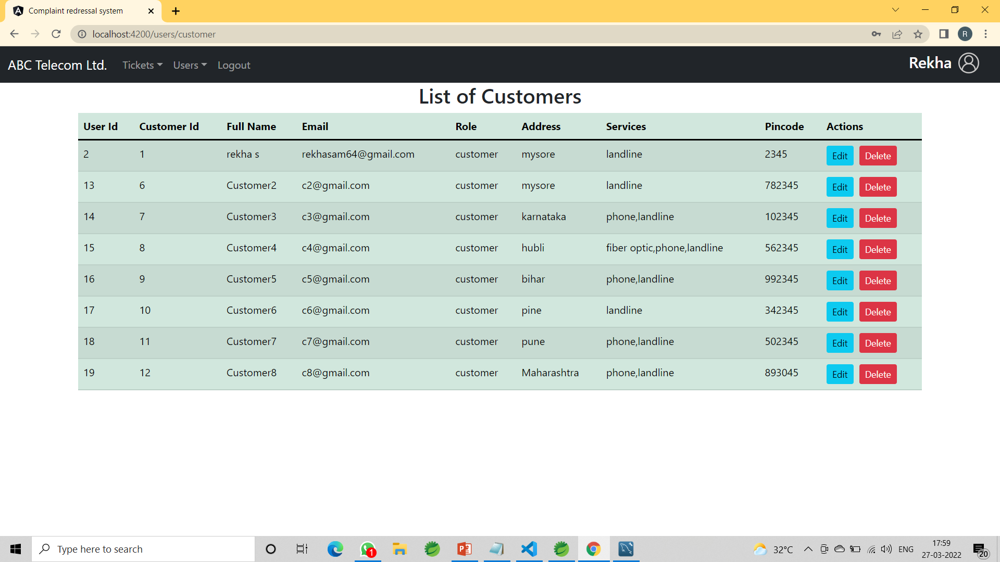 Complaint redressal system
localhost:4200/users/customer
R
ABC Telecom Ltd. Tickets Users Logout Rekha
List of Customers
User Id Customer Id Full Name Email Role Address Services Pincode Actions
2 1 rekha s rekhasam64@gmail.com customer mysore landline 2345 Edit Delete
13 6 Customer2 c2@gmail.com customer mysore landline 782345 Edit Delete
14 7 Customer3 c3@gmail.com customer karnataka phone,landline 102345 Edit Delete
15 8 Customer4 c4@gmail.com customer hubli fiber optic,phone,landline 562345 Edit Delete
16 9 Customer5 c5@gmail.com customer bihar phone,landline 992345 Edit Delete
17 10 Customer6 c6@gmail.com customer pine landline 342345 Edit Delete
18 11 Customer7 c7@gmail.com customer pune phone,landline 502345 Edit Delete
19 12 Customer8 c8@gmail.com customer Maharashtra phone,landline 893045 Edit Delete
Type here to search 1 32°C ENG 17:59
27-03-2022 20